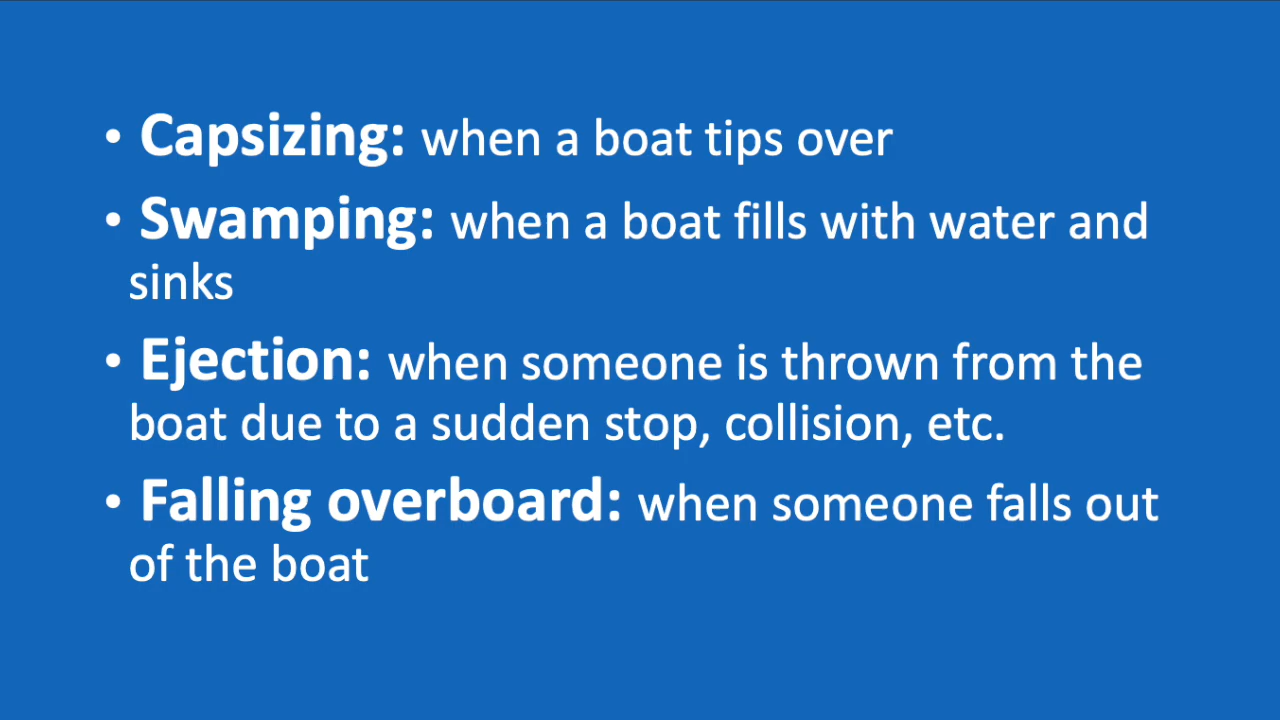 • Capsizing: when a boat tips over
• Swamping: when a boat fills with water and
sinks
• Ejection: when someone is thrown from the
boat due to a sudden stop, collision, etc.
• Falling overboard: when someone falls out
of the boat